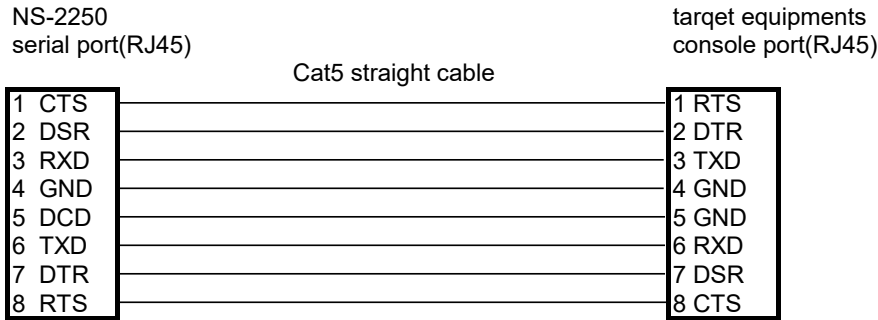 NS-2250
serial port(RJ45)
tarqet equipments
console port(RJ45)
Cat5 straight cable
1 CTS
2 DSR
3 RXD
4 GND
5 DCD
6 TXD
7 DTR
8 RTS
1 RTS
2 DTR
3 TXD
4 GND
5 GND
6 RXD
7 DSR
8 CTS